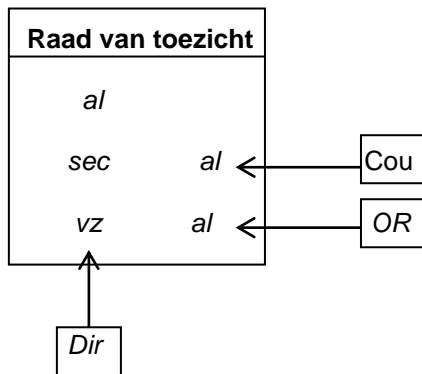 Raad van toezicht
al
sec al
Cou
vz al
OR
Dir